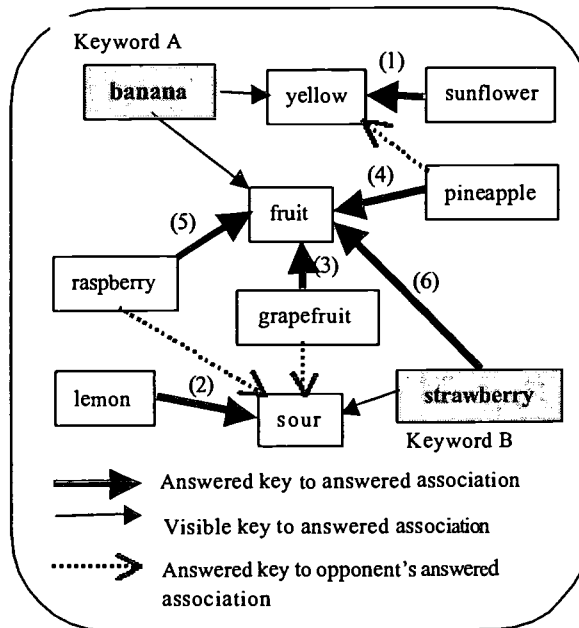 Keyword A
banana
yellow
(1)
sunflower
fruit
(4)
pineapple
(5)
raspberry
(3)
grapefruit
(6)
lemon
(2)
sour
strawberry
Keyword B
Answered key to answered association
Visible key to answered association
Answered key to opponent's answered
association